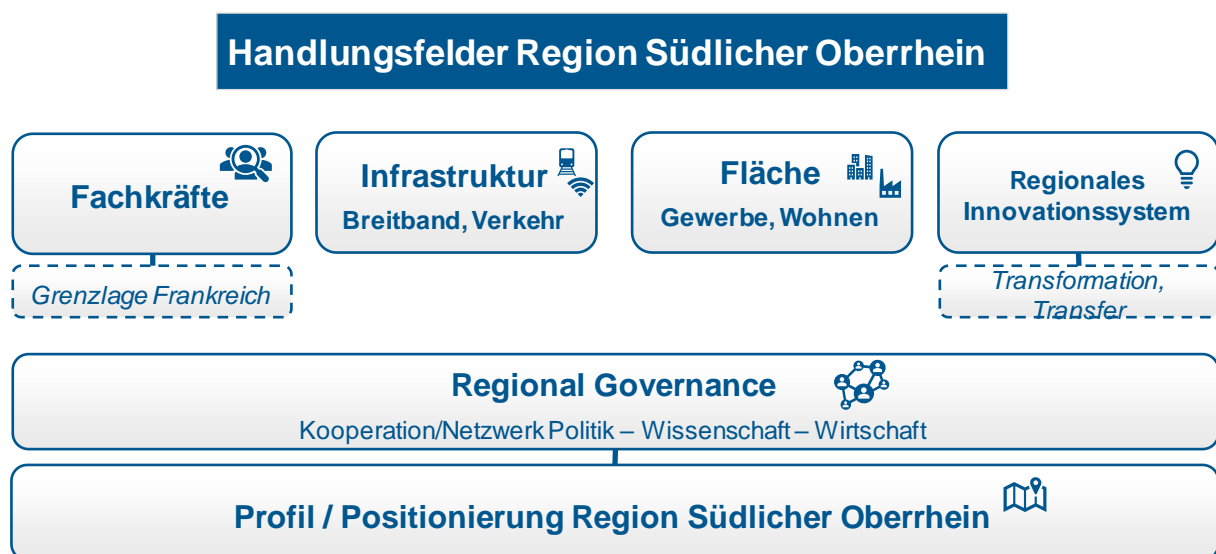 Handlungsfelder Region Südlicher Oberrhein
Fachkräfte
Grenzlage Frankreich
Infrastruktur
Breitband, Verkehr
Fläche
Gewerbe, Wohnen
Regionales
Innovationssystem
Transformation,
Transfer
Regional Governance
Kooperation/Netzwerk Politik – Wissenschaft – Wirtschaft
Profil / Positionierung Region Südlicher Oberrhein